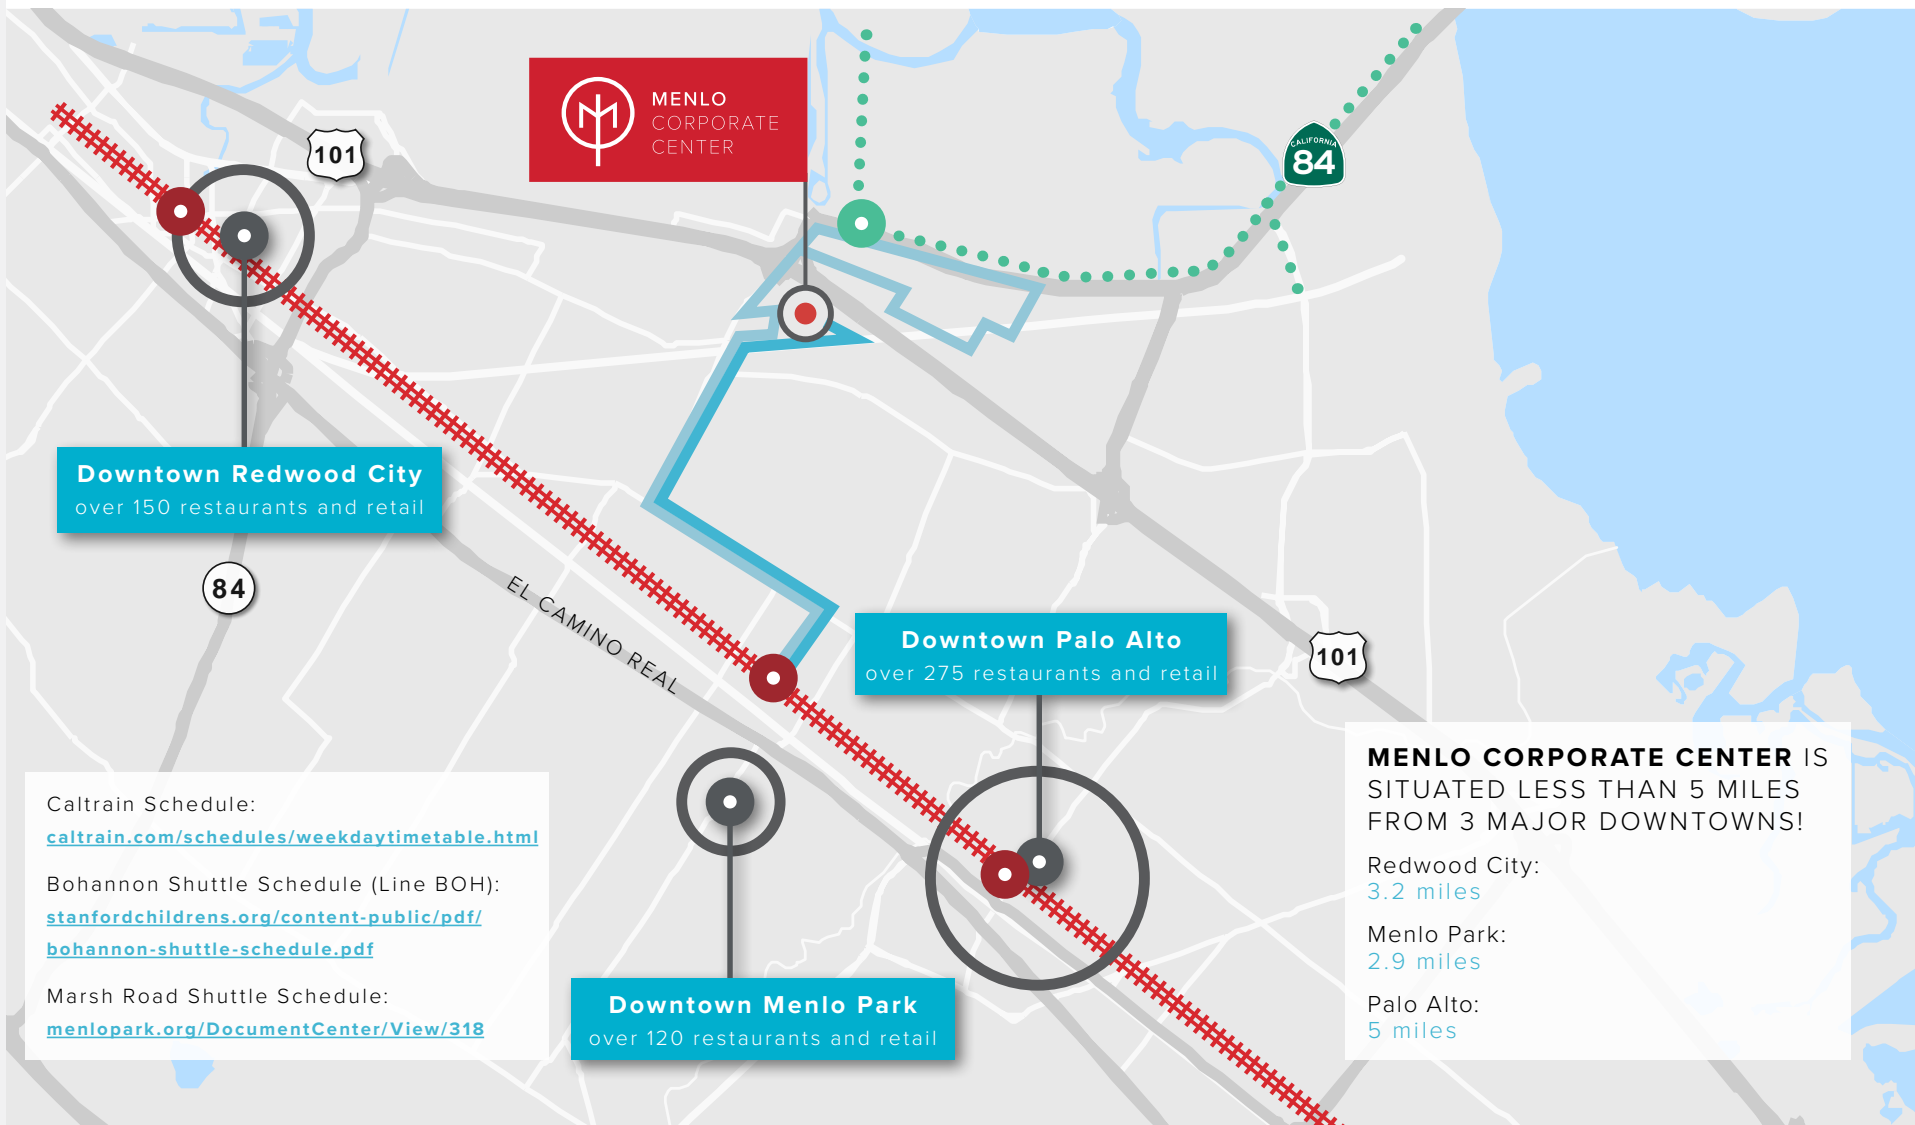 MENLO
CORPORATE
CENTER
101
CALIFORNIA
84
Downtown Redwood City
over 150 restaurants and retail
84
EL CAMINO REAL
Downtown Palo Alto
over 275 restaurants and retail
101
MENLO CORPORATE CENTER IS
SITUATED LESS THAN 5 MILES
FROM 3 MAJOR DOWNTOWNS!
Redwood City:
3.2 miles
Menlo Park:
2.9 miles
Palo Alto:
5 miles
Caltrain Schedule:
caltrain.com/schedules/weekdaytimetable.html
Bohannon Shuttle Schedule (Line BOH):
stanfordchildrens.org/content-public/pdf/
bohannon-shuttle-schedule.pdf
Marsh Road Shuttle Schedule:
menlopark.org/DocumentCenter/View/318
Downtown Menlo Park
over 120 restaurants and retail